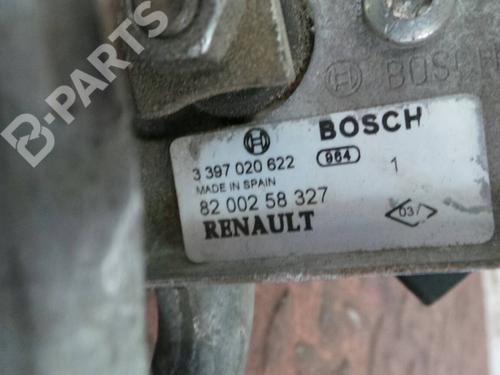 B-PARTS
BOSCH
BOSCH
3 397 020 622
964
1
MADE IN SPAIN
82 002 58 327
03/
RENAULT